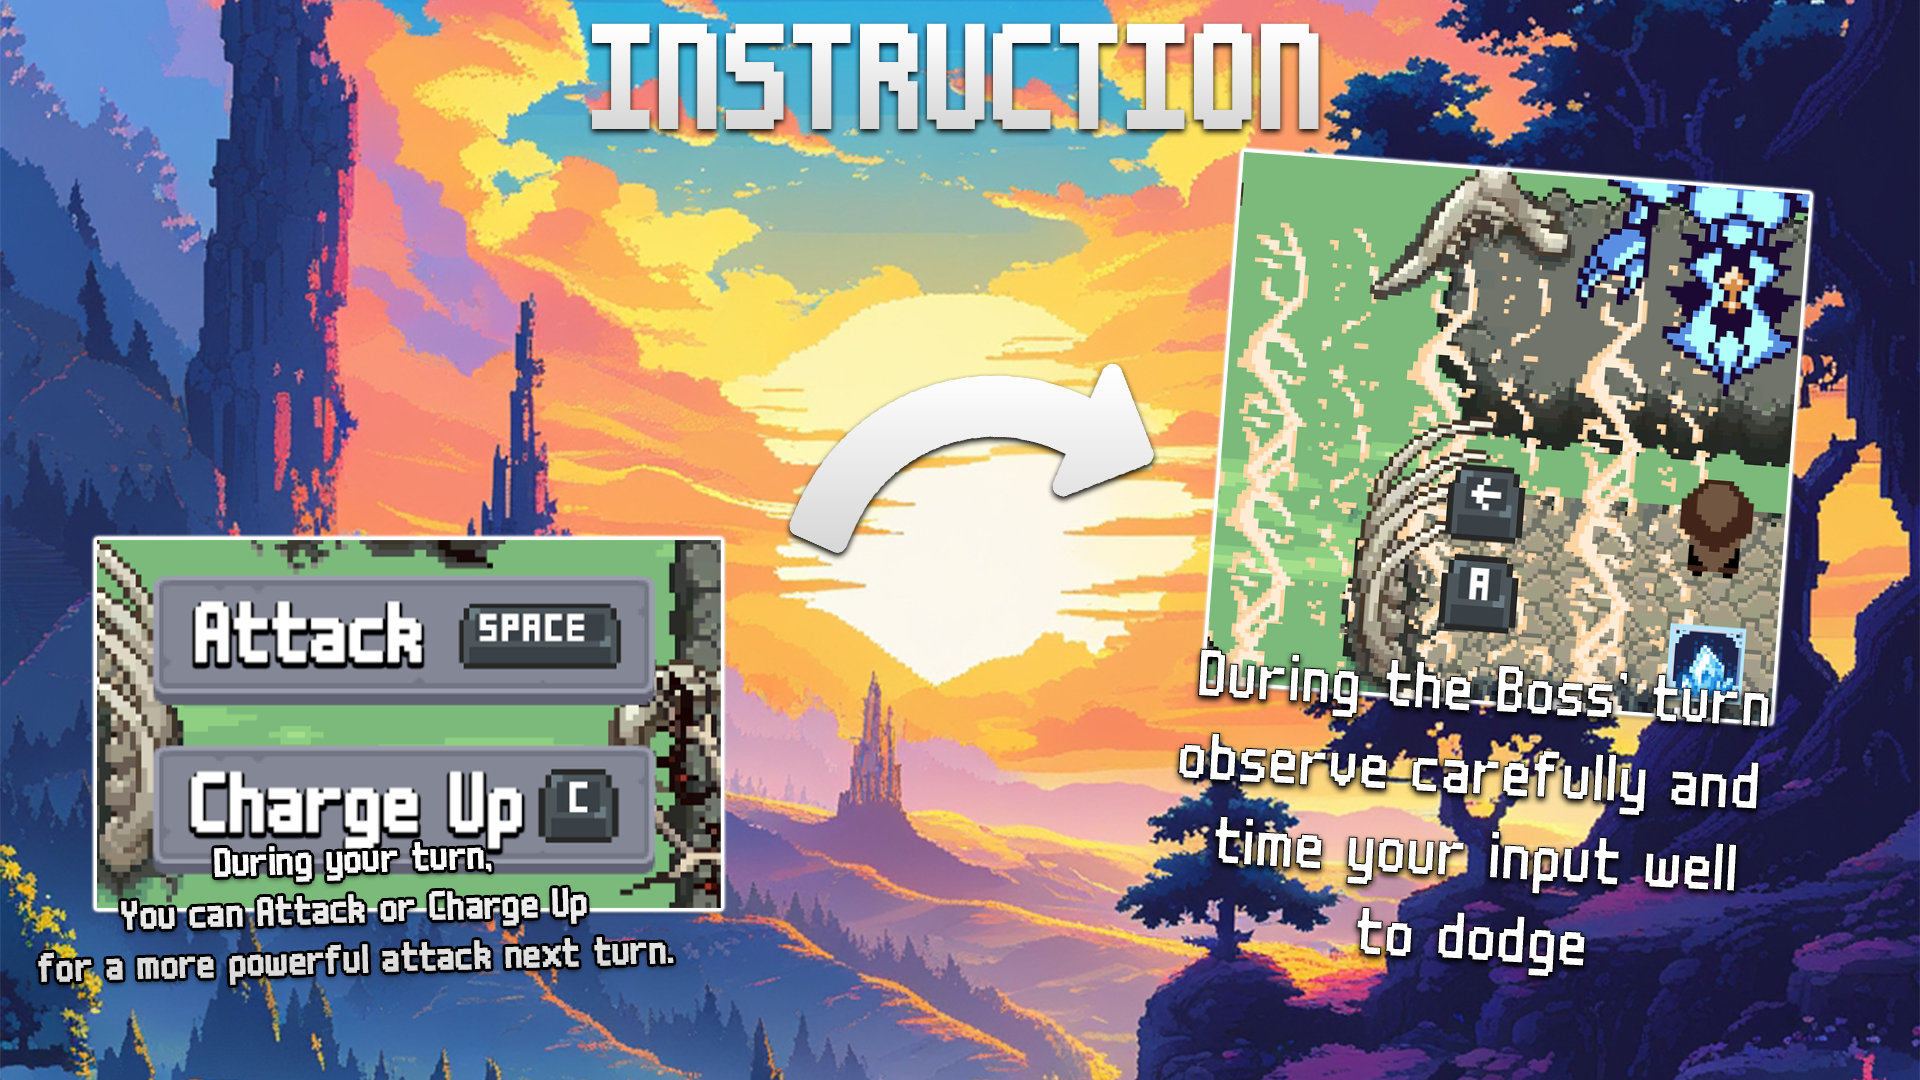 INSTRUCTION
Attack SPACE
Charge Up C
During your turn,
You can Attack or Charge Up
for a more powerful attack next turn.
←
A
During the Boss' turn
observe carefully and
time your input well
to dodge